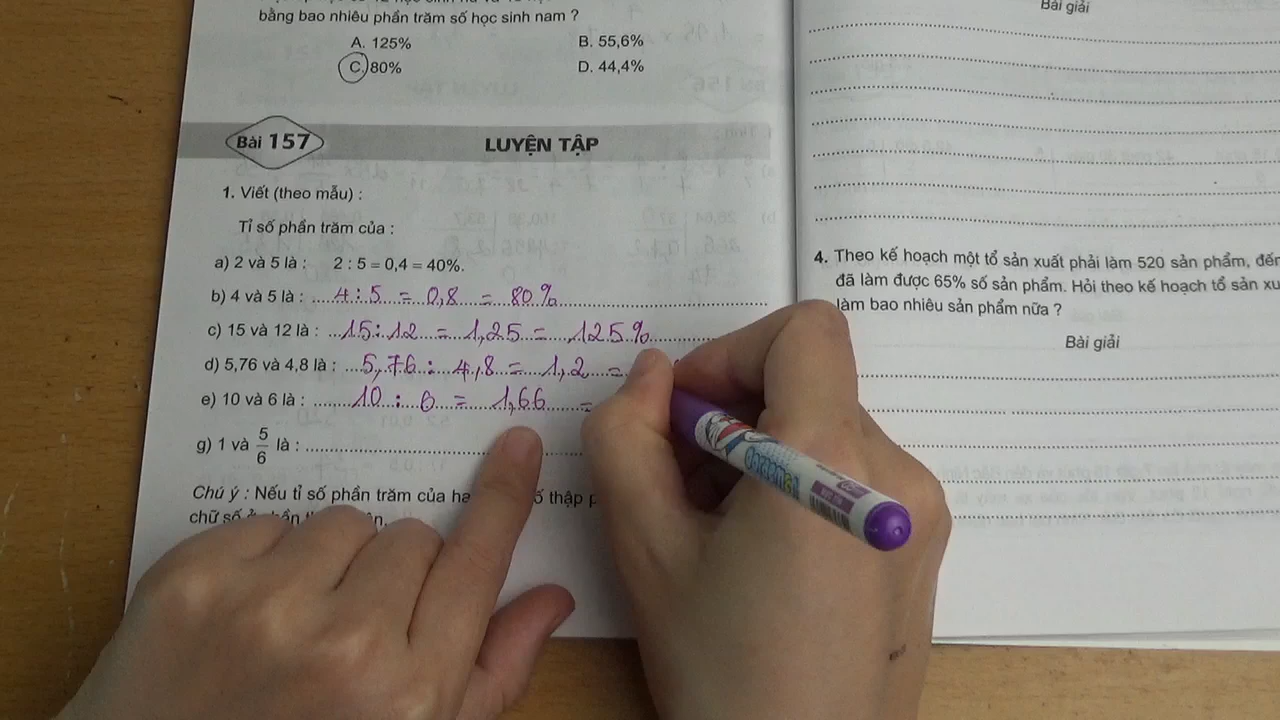 bằng bao nhiêu phần trăm số học sinh nam ?
A. 125%
B. 55,6%
C. 80%
D. 44,4%
Bài 157
LUYỆN TẬP
1. Viết (theo mẫu) :
Tỉ số phần trăm của :
a) 2 và 5 là : 2 : 5 = 0,4 = 40%.
b) 4 và 5 là : 4 : 5 = 0,8 = 80%
c) 15 và 12 là : 15 : 12 = 1,25 = 125%
d) 5,76 và 4,8 là : 5,76 : 4,8 = 1,2 =
e) 10 và 6 là : 10 : 6 = 1,66 =
g) 1 và 5/6 là :
Chú ý : Nếu tỉ số phần trăm của số thập
chữ số ở phần
Bài giải
4. Theo kế hoạch một tổ sản xuất phải làm 520 sản phẩm, đến
đã làm được 65% số sản phẩm. Hỏi theo kế hoạch tổ sản
làm bao nhiêu sản phẩm nữa ?
Bài giải
doraemon